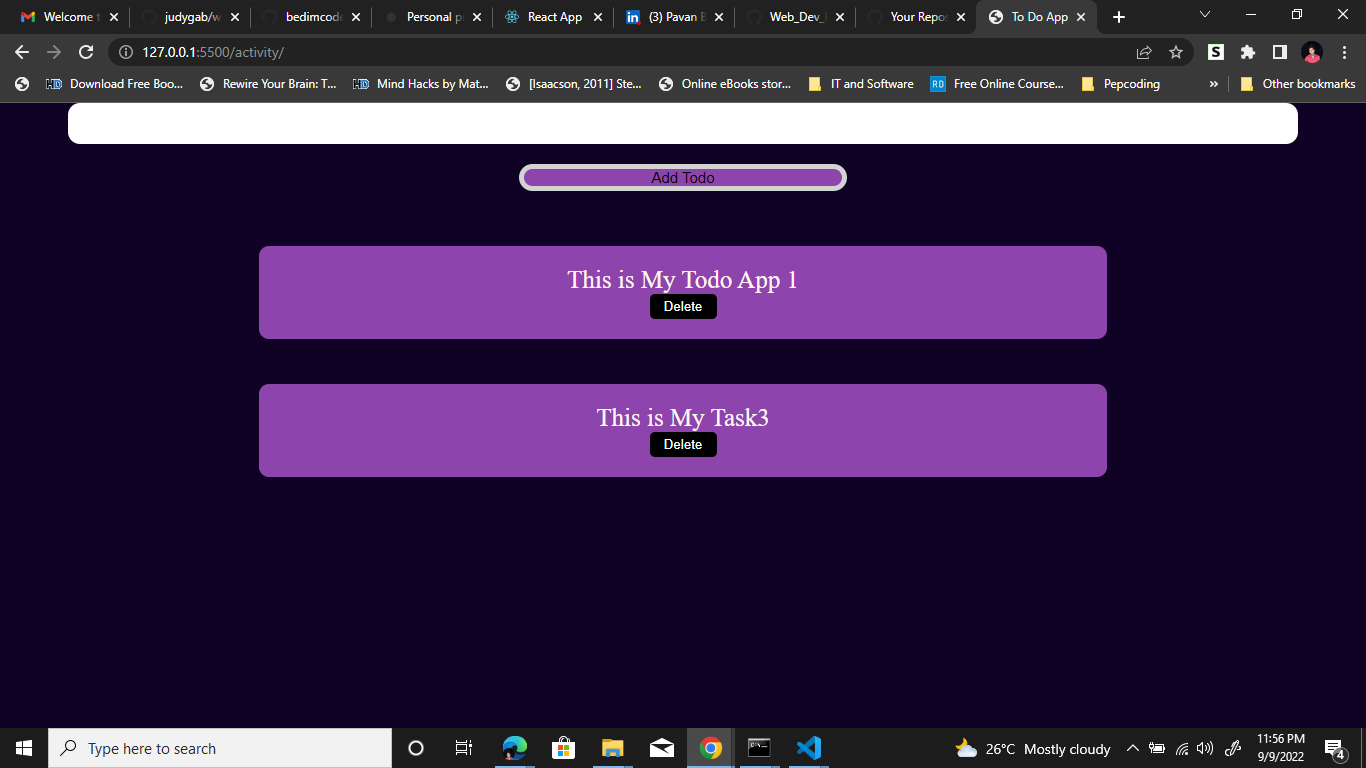 Welcome t
judygab/w
bedimcode
Personal p
React App
(3) Pavan B
Web_Dev_
Your Repos
To Do App
127.0.0.1:5500/activity/
Download Free Boo...
Rewire Your Brain: T...
Mind Hacks by Mat...
[Isaacson, 2011] Ste...
Online eBooks stor...
IT and Software
RD
Free Online Course...
Pepcoding
»
Other bookmarks
Add Todo
This is My Todo App 1
Delete
This is My Task3
Delete
Type here to search
26°C Mostly cloudy
11:56 PM
9/9/2022
4